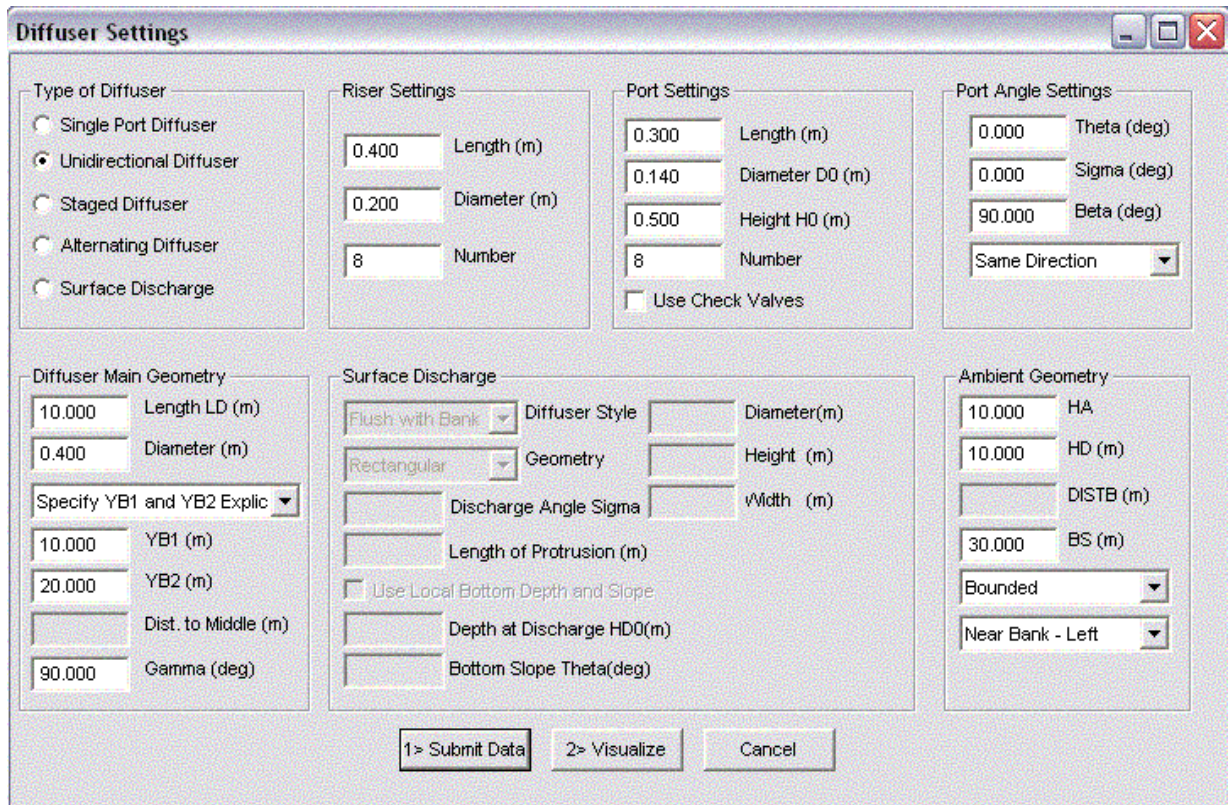 Diffuser Settings
Type of Diffuser
Single Port Diffuser
Unidirectional Diffuser
Staged Diffuser
Alternating Diffuser
Surface Discharge
Riser Settings
0.400 Length (m)
0.200 Diameter (m)
8 Number
Port Settings
0.300 Length (m)
0.140 Diameter D0 (m)
0.500 Height H0 (m)
8 Number
Use Check Valves
Port Angle Settings
0.000 Theta (deg)
0.000 Sigma (deg)
90.000 Beta (deg)
Same Direction
Diffuser Main Geometry
10.000 Length LD (m)
0.400 Diameter (m)
Specify YB1 and YB2 Explic
10.000 YB1 (m)
20.000 YB2 (m)
Dist. to Middle (m)
90.000 Gamma (deg)
Surface Discharge
Flush with Bank Diffuser Style Diameter(m)
Rectangular Geometry Height (m)
Discharge Angle Sigma Width (m)
Length of Protrusion (m)
Use Local Bottom Depth and Slope
Depth at Discharge HD0(m)
Bottom Slope Theta(deg)
Ambient Geometry
10.000 HA
10.000 HD (m)
DISTB (m)
30.000 BS (m)
Bounded
Near Bank - Left
1> Submit Data 2> Visualize Cancel